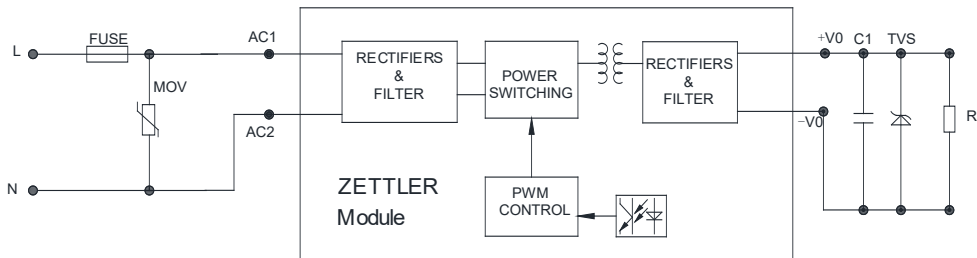 L
FUSE
MOV
N
AC1
AC2
RECTIFIERS
&
FILTER
POWER
SWITCHING
RECTIFIERS
&
FILTER
PWM
CONTROL
ZETTLER
Module
+V0
-V0
C1
TVS
R